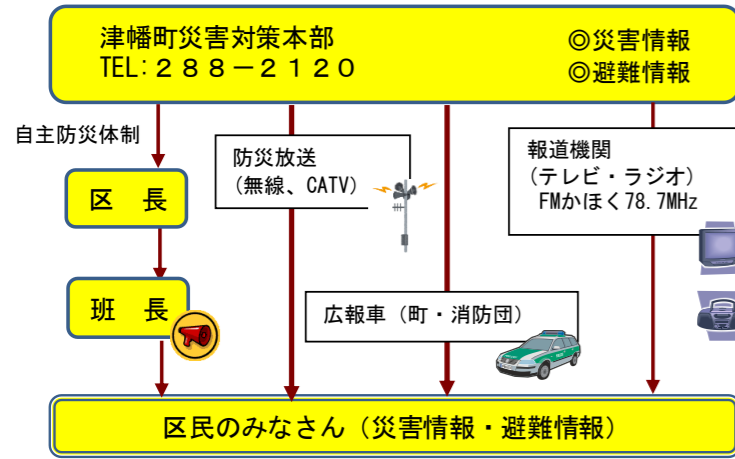 津幡町災害対策本部
TEL:２８８－２１２０
◎災害情報
◎避難情報
自主防災体制
区　長
班　長
防災放送
(無線、CATV)
広報車（町・消防団）
報道機関
(テレビ・ラジオ)
FMかほく78.7MHz
区民のみなさん（災害情報・避難情報）